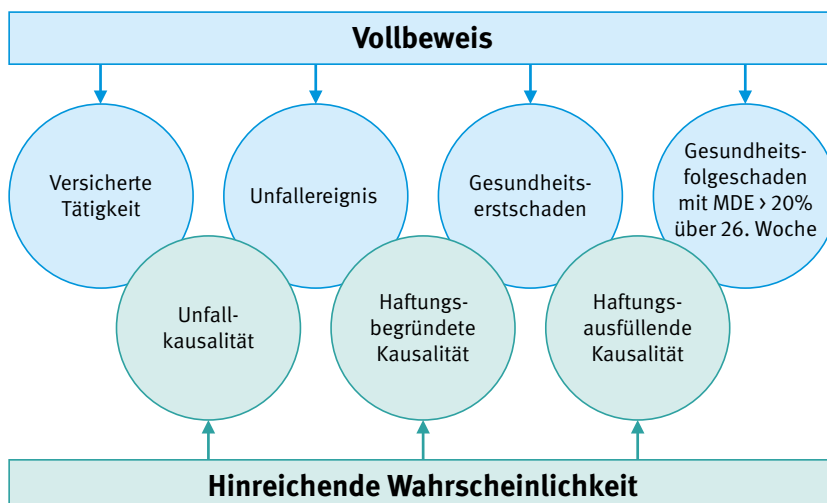 Vollbeweis
Versicherte
Tätigkeit
Unfallereignis
Gesundheits-
erstschaden
Gesundheits-
folgeschaden
mit MDE > 20%
über 26. Woche
Unfall-
kausalität
Haftungs-
begründete
Kausalität
Haftungs-
ausfüllende
Kausalität
Hinreichende Wahrscheinlichkeit